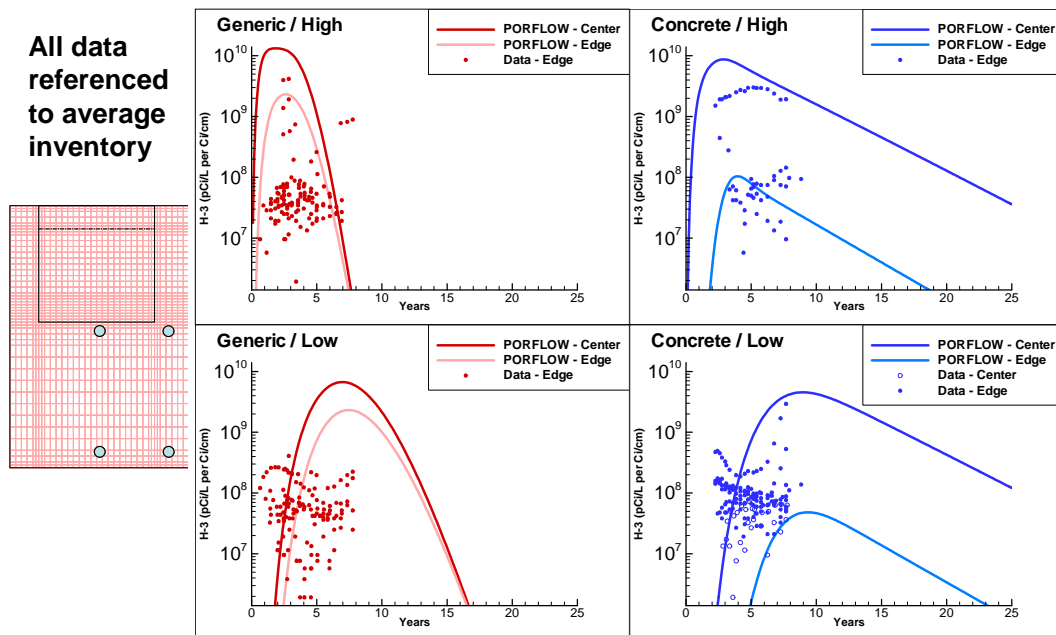 All data
referenced
to average
inventory
Generic / High
PORFLOW - Center
PORFLOW - Edge
Data - Edge
H-3 (pCi/L per Ci/cm)
10^10
10^9
10^8
10^7
0 5 10 15 20 25
Years
Concrete / High
PORFLOW - Center
PORFLOW - Edge
Data - Edge
H-3 (pCi/L per Ci/cm)
10^10
10^9
10^8
10^7
0 5 10 15 20 25
Years
Generic / Low
PORFLOW - Center
PORFLOW - Edge
Data - Edge
H-3 (pCi/L per Ci/cm)
10^10
10^9
10^8
10^7
0 5 10 15 20 25
Years
Concrete / Low
PORFLOW - Center
PORFLOW - Edge
Data - Center
Data - Edge
H-3 (pCi/L per Ci/cm)
10^10
10^9
10^8
10^7
0 5 10 15 20 25
Years